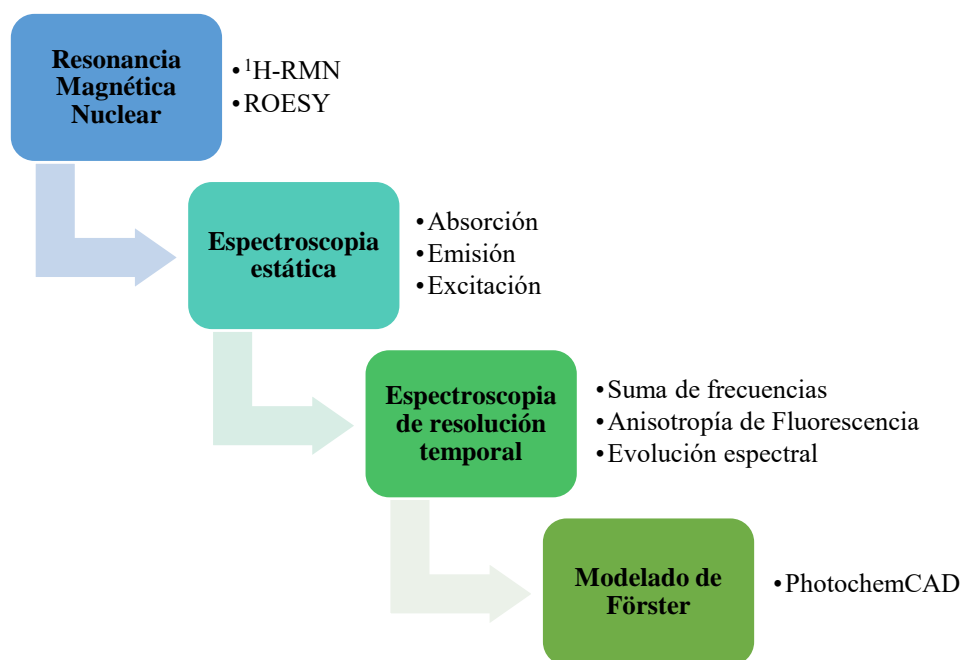 Resonancia
Magnética
Nuclear
•¹H-RMN
•ROESY
Espectroscopia
estática
•Absorción
•Emisión
•Excitación
Espectroscopia
de resolución
temporal
•Suma de frecuencias
•Anisotropía de Fluorescencia
•Evolución espectral
Modelado de
Förster
•PhotochemCAD